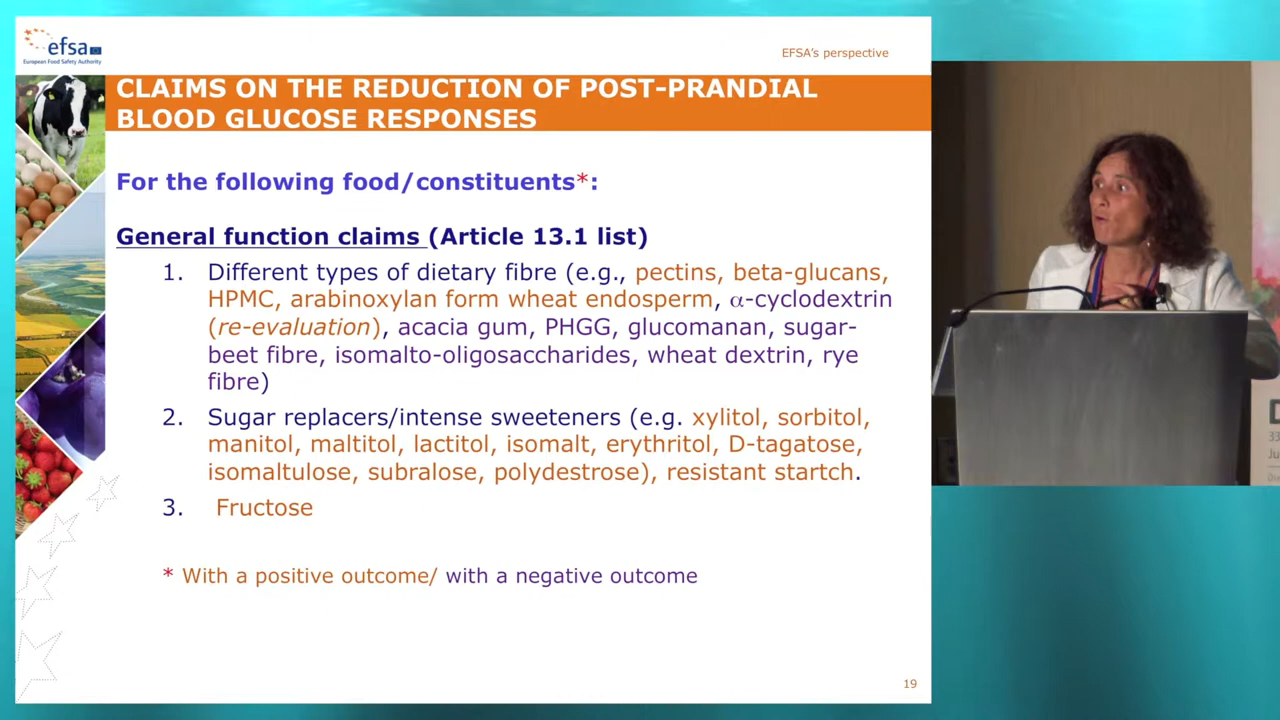 efsa
European Food Safety Authority
EFSA's perspective
CLAIMS ON THE REDUCTION OF POST-PRANDIAL
BLOOD GLUCOSE RESPONSES
For the following food/constituents*:
General function claims (Article 13.1 list)
1. Different types of dietary fibre (e.g., pectins, beta-glucans,
HPMC, arabinoxylan form wheat endosperm, α-cyclodextrin
(re-evaluation), acacia gum, PHGG, glucomanan, sugar-
beet fibre, isomalto-oligosaccharides, wheat dextrin, rye
fibre)
2. Sugar replacers/intense sweeteners (e.g. xylitol, sorbitol,
manitol, maltitol, lactitol, isomalt, erythritol, D-tagatose,
isomaltulose, subralose, polydestrose), resistant startch.
3. Fructose
* With a positive outcome/ with a negative outcome
19
D
33
Ju
Die